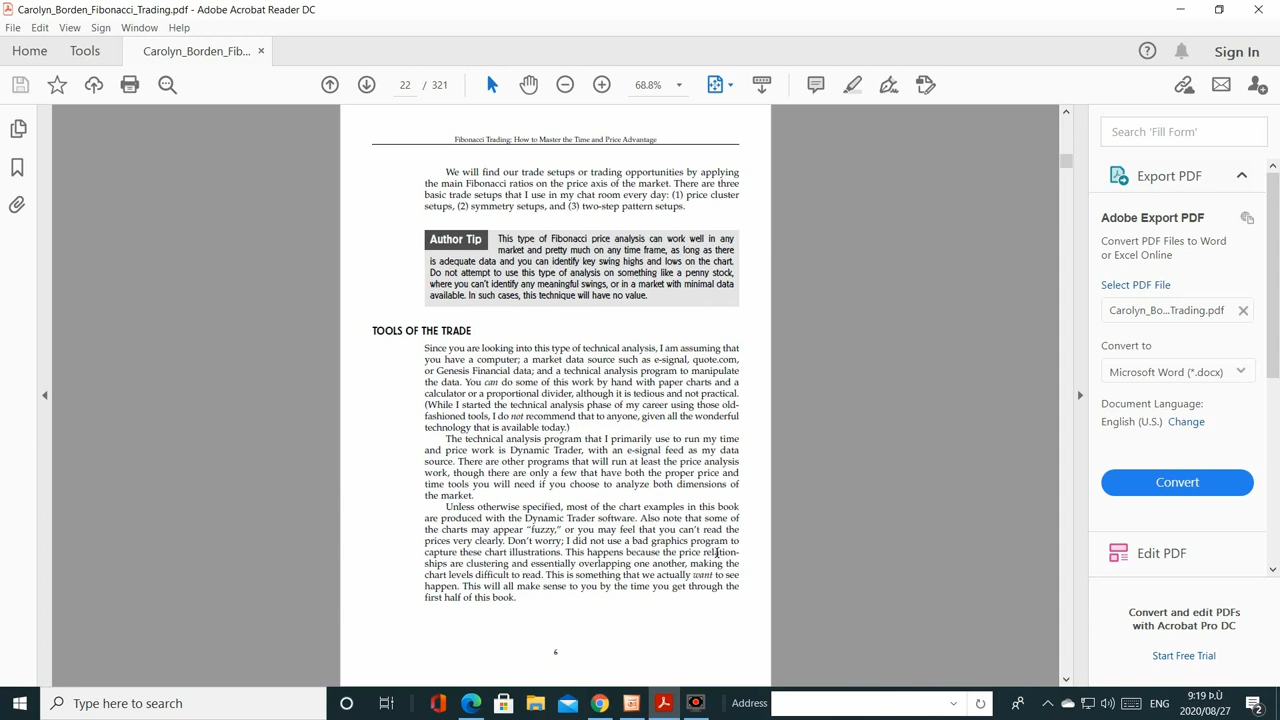 Carolyn_Borden_Fibonacci_Trading.pdf - Adobe Acrobat Reader DC
File Edit View Sign Window Help
Home Tools Carolyn_Borden_Fib... × Sign In
22 / 321 68.8%
Fibonacci Trading: How to Master the Time and Price Advantage
We will find our trade setups or trading opportunities by applying
the main Fibonacci ratios on the price axis of the market. There are three
basic trade setups that I use in my chat room every day: (1) price cluster
setups, (2) symmetry setups, and (3) two-step pattern setups.
Author Tip This type of Fibonacci price analysis can work well in any
market and pretty much on any time frame, as long as there
is adequate data and you can identify key swing highs and lows on the chart.
Do not attempt to use this type of analysis on something like a penny stock,
where you can't identify any meaningful swings, or in a market with minimal data
available. In such cases, this technique will have no value.
TOOLS OF THE TRADE
Since you are looking into this type of technical analysis, I am assuming that
you have a computer; a market data source such as e-signal, quote.com,
or Genesis Financial data; and a technical analysis program to manipulate
the data. You can do some of this work by hand with paper charts and a
calculator or a proportional divider, although it is tedious and not practical.
(While I started the technical analysis phase of my career using those old-
fashioned tools, I do not recommend that to anyone, given all the wonderful
technology that is available today.)
The technical analysis program that I primarily use to run my time
and price work is Dynamic Trader, with an e-signal feed as my data
source. There are other programs that will run at least the price analysis
work, though there are only a few that have both the proper price and
time tools you will need if you choose to analyze both dimensions of
the market.
Unless otherwise specified, most of the chart examples in this book
are produced with the Dynamic Trader software. Also note that some of
the charts may appear "fuzzy," or you may feel that you can't read the
prices very clearly. Don't worry; I did not use a bad graphics program to
capture these chart illustrations. This happens because the price relation-
ships are clustering and essentially overlapping one another, making the
chart levels difficult to read. This is something that we actually want to see
happen. This will all make sense to you by the time you get through the
first half of this book.
6
Search 'Fill Form'
Export PDF
Adobe Export PDF
Convert PDF Files to Word
or Excel Online
Select PDF File
Carolyn_Bo...Trading.pdf
Convert to
Microsoft Word (*.docx)
Document Language:
English (U.S.) Change
Convert
Edit PDF
Convert and edit PDFs
with Acrobat Pro DC
Start Free Trial
Type here to search
Address
ENG
9:19 Þ.Ù
2020/08/27
2